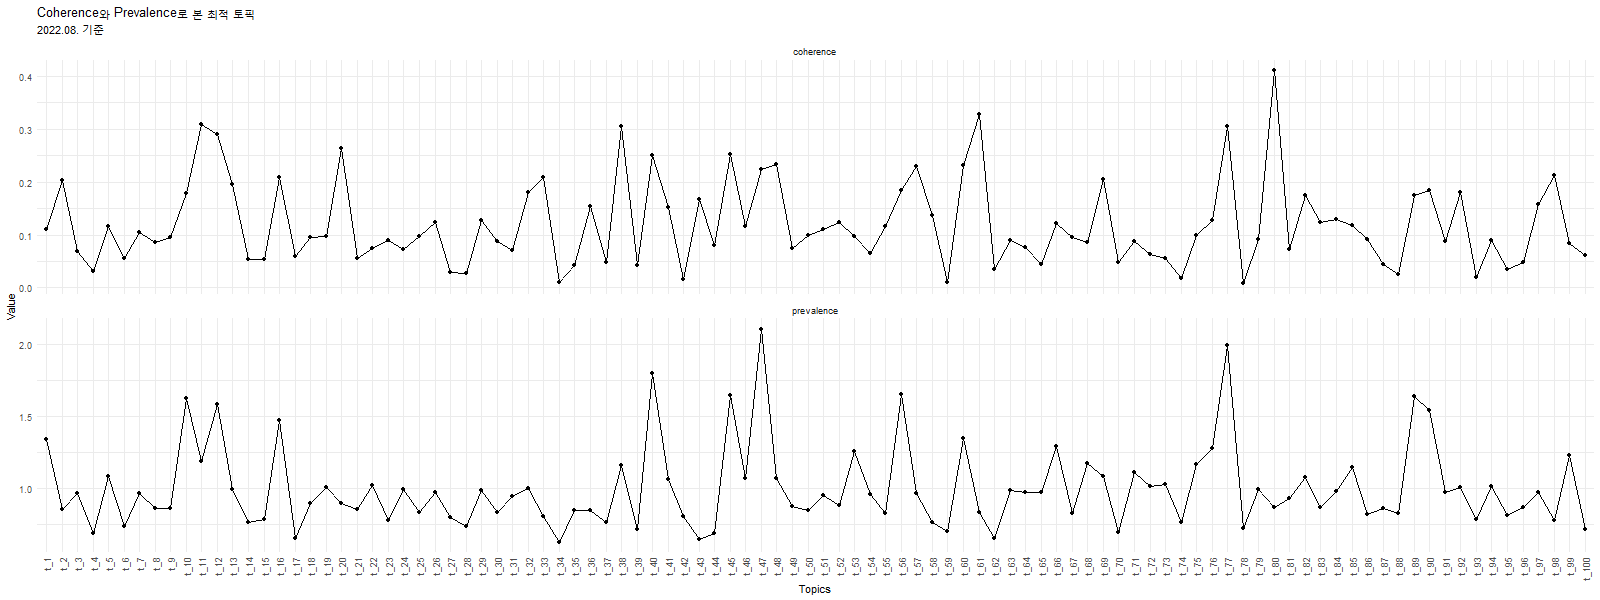 Coherence와 Prevalence로 본 최적 토픽
2022.08. 기준
coherence
0.4
0.3
0.2
0.1
0.0
Value
prevalence
2.0
1.5
1.0
t_1 t_2 t_3 t_4 t_5 t_6 t_7 t_8 t_9 t_10 t_11 t_12 t_13 t_14 t_15 t_16 t_17 t_18 t_19 t_20 t_21 t_22 t_23 t_24 t_25 t_26 t_27 t_28 t_29 t_30 t_31 t_32 t_33 t_34 t_35 t_36 t_37 t_38 t_39 t_40 t_41 t_42 t_43 t_44 t_45 t_46 t_47 t_48 t_49 t_50 t_51 t_52 t_53 t_54 t_55 t_56 t_57 t_58 t_59 t_60 t_61 t_62 t_63 t_64 t_65 t_66 t_67 t_68 t_69 t_70 t_71 t_72 t_73 t_74 t_75 t_76 t_77 t_78 t_79 t_80 t_81 t_82 t_83 t_84 t_85 t_86 t_87 t_88 t_89 t_90 t_91 t_92 t_93 t_94 t_95 t_96 t_97 t_98 t_99 t_100
Topics